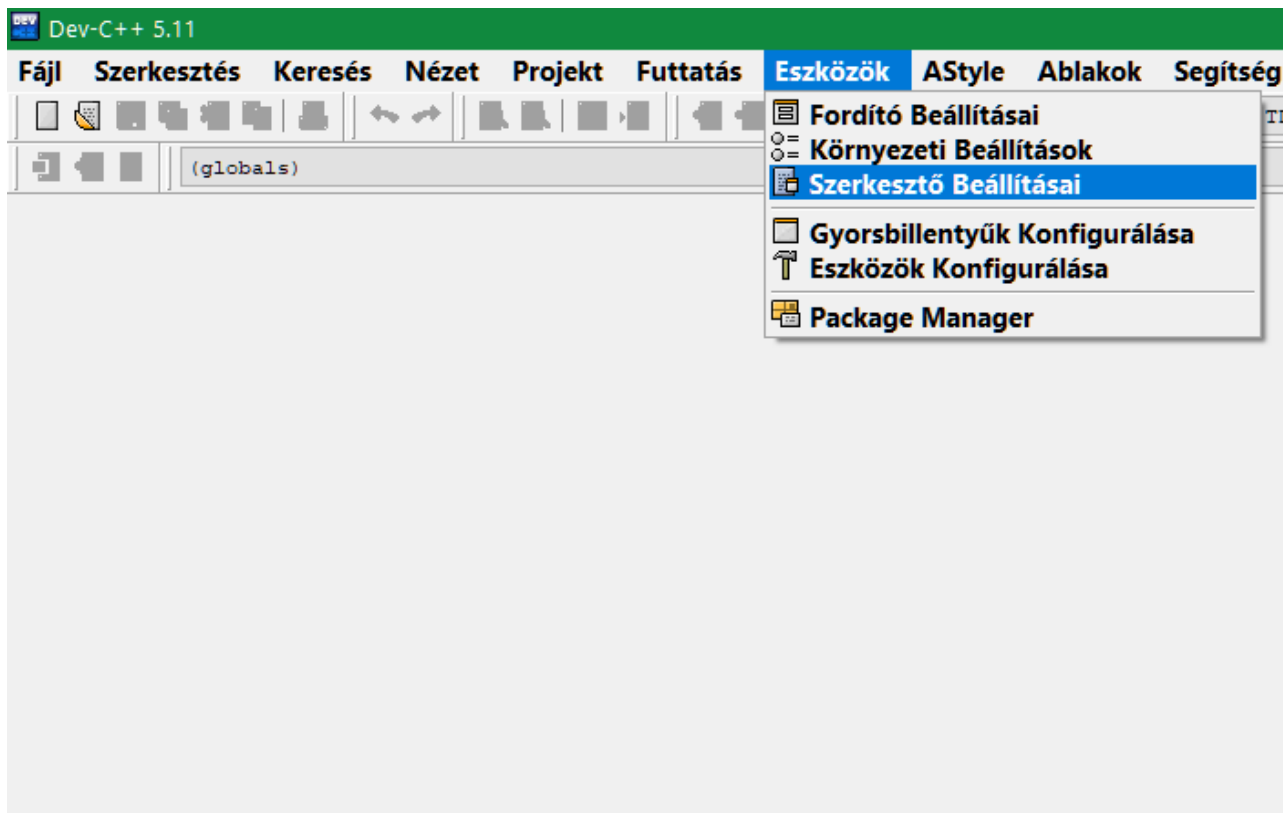 Dev-C++ 5.11
Fájl Szerkesztés Keresés Nézet Projekt Futtatás Eszközök AStyle Ablakok Segítség
(globals)
Fordító Beállításai
Környezeti Beállítások
Szerkesztő Beállításai
Gyorsbillentyűk Konfigurálása
Eszközök Konfigurálása
Package Manager